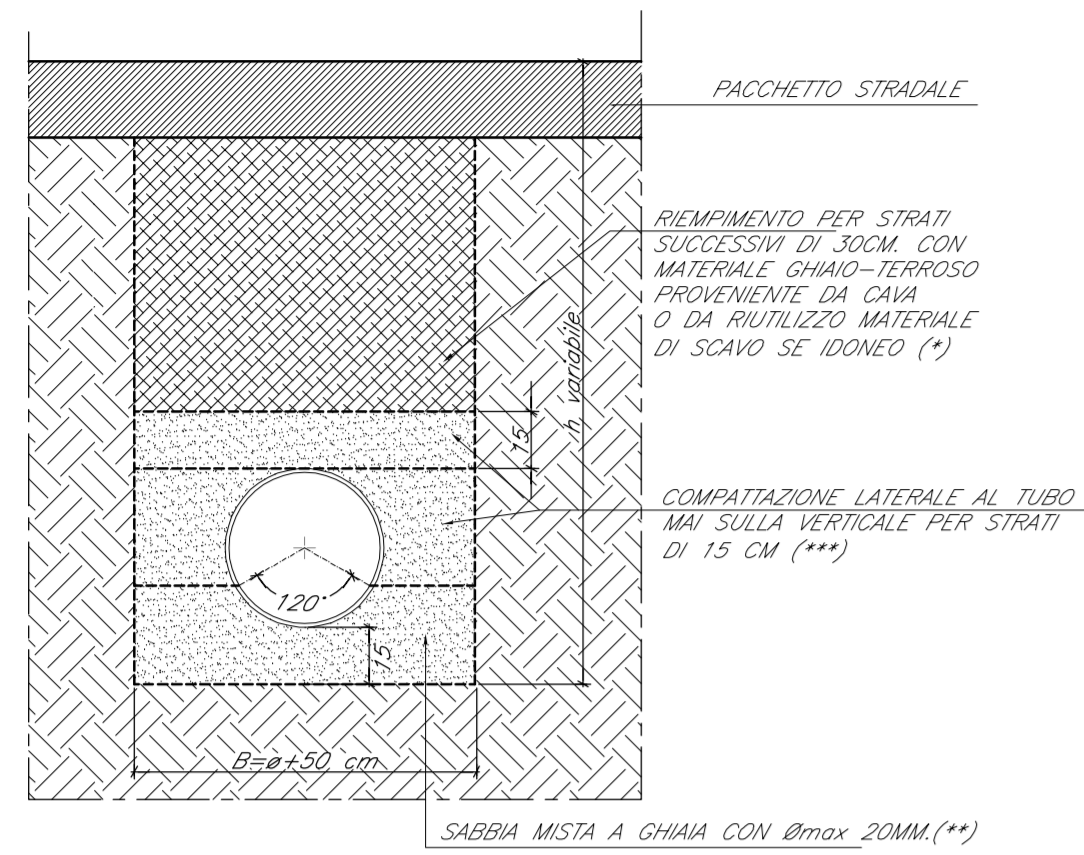 PACCHETTO STRADALE
RIEMPIMENTO PER STRATI
SUCCESSIVI DI 30CM. CON
MATERIALE GHIAIO-TERROSO
PROVENIENTE DA CAVA
O DA RIUTILIZZO MATERIALE
DI SCAVO SE IDONEO (*)
h variabile
15
COMPATTAZIONE LATERALE AL TUBO
MAI SULLA VERTICALE PER STRATI
DI 15 CM (***)
120°
15
B=ø+50 cm
SABBIA MISTA A GHIAIA CON Ømax 20MM.(**)